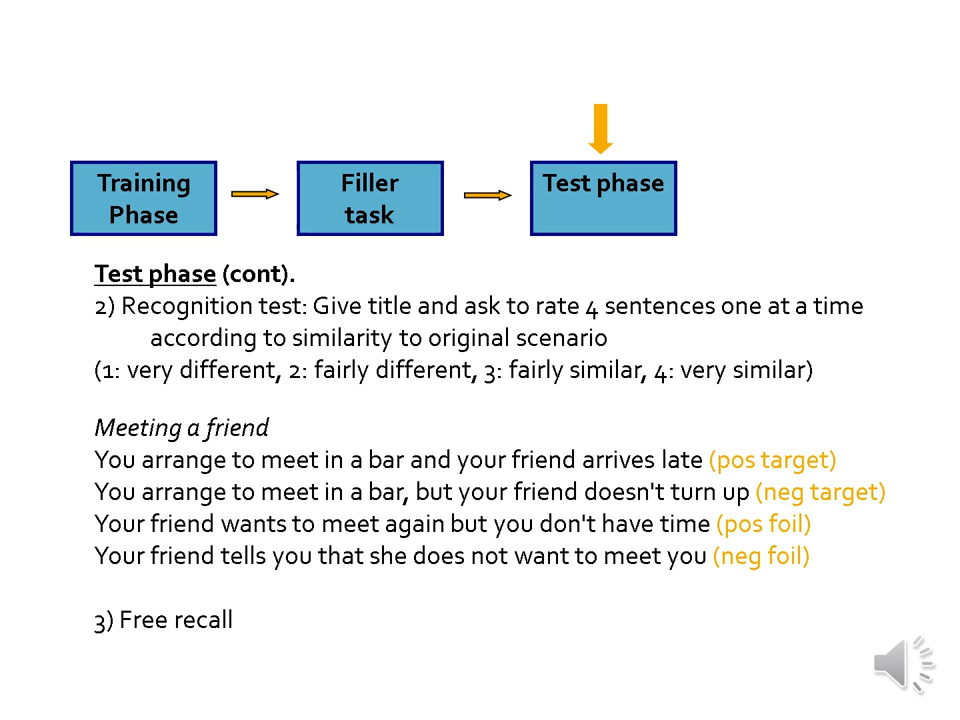 Training
Phase
Filler
task
Test phase
Test phase (cont).
2) Recognition test: Give title and ask to rate 4 sentences one at a time
according to similarity to original scenario
(1: very different, 2: fairly different, 3: fairly similar, 4: very similar)
Meeting a friend
You arrange to meet in a bar and your friend arrives late (pos target)
You arrange to meet in a bar, but your friend doesn't turn up (neg target)
Your friend wants to meet again but you don't have time (pos foil)
Your friend tells you that she does not want to meet you (neg foil)
3) Free recall